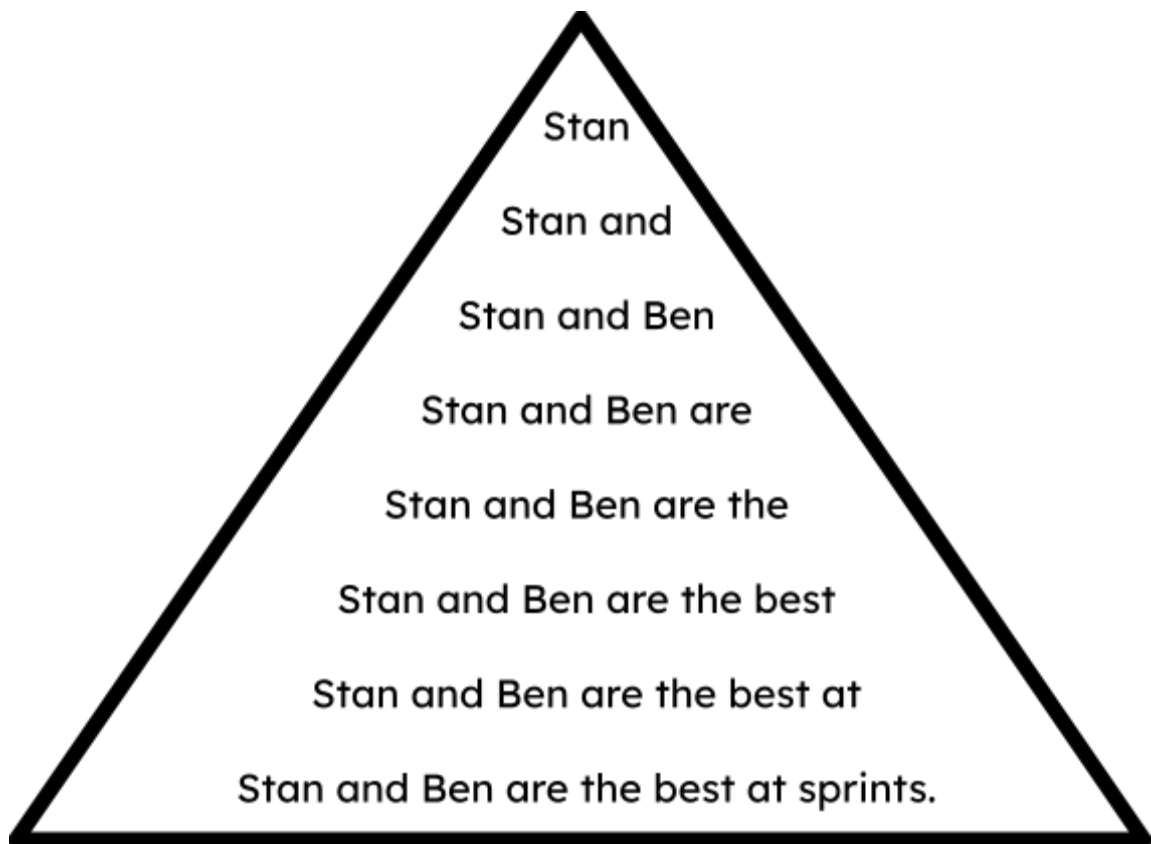 Stan
Stan and
Stan and Ben
Stan and Ben are
Stan and Ben are the
Stan and Ben are the best
Stan and Ben are the best at
Stan and Ben are the best at sprints.